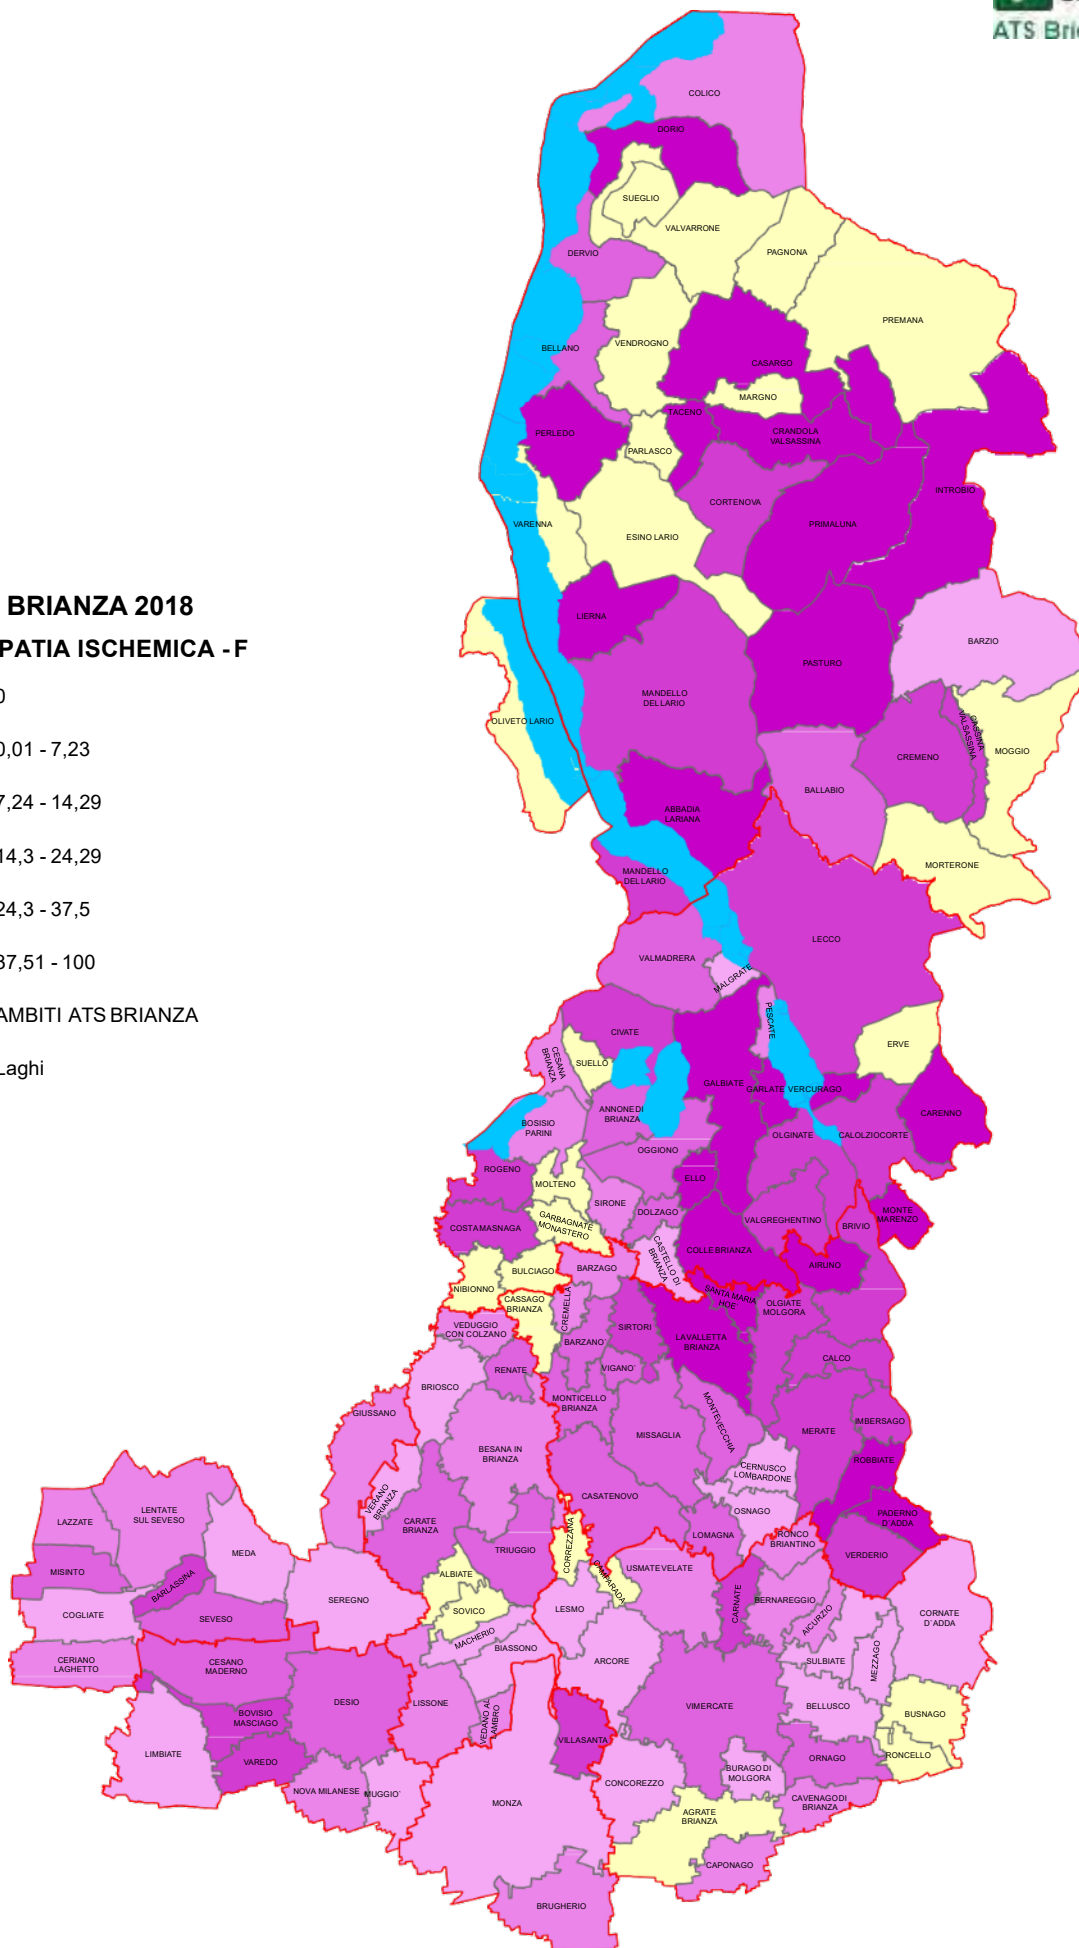 ATS Bri
COLICO
DORIO
SUEGLIO
VALVARRONE
PAGNONA
DERVIO
PREMANA
BELLANO
VENDROGNO
CASARGO
MARGNO
TACENO
PERLEDO
CRANDOLA
VALSASSINA
PARLASCO
CORTENOVA
INTROBIO
VARENNA
PRIMALUNA
ESINO LARIO
BRIANZA 2018
LIERNA
BARZIO
PATIA ISCHEMICA - F
PASTURO
0
MANDELLO
DEL LARIO
OLIVETO LARIO
CASSINA
VALSASSINA
0,01 - 7,23
CREMENO
MOGGIO
BALLABIO
7,24 - 14,29
ABBADIA
LARIANA
14,3 - 24,29
MORTERONE
MANDELLO
DEL LARIO
24,3 - 37,5
LECCO
VALMADRERA
37,51 - 100
MALGRATE
AMBITI ATS BRIANZA
PESCATE
CIVATE
ERVE
Laghi
CESANA
BRIANZA
SUELLO
GALBIATE
GARLATE
VERCURAGO
ANNONE DI
BRIANZA
CARENNO
BOSISIO
PARINI
OLGINATE
CALOLZIOCORTE
OGGIONO
ROGENO
MOLTENO
ELLO
SIRONE
DOLZAGO
MONTE
MARENZO
COSTA MASNAGA
GARBAGNATE
MONASTERO
VALGREGHENTINO
BRIVIO
COLLE BRIANZA
CASTELLO DI
BRIANZA
AIRUNO
BULCIAGO
BARZAGO
NIBIONNO
SANTA MARIA
HOE'
CASSAGO
BRIANZA
CREMELLA
OLGIATE
MOLGORA
VEDUGGIO
CON COLZANO
SIRTORI
LA VALLETTA
BRIANZA
BARZANO'
CALCO
RENATE
VIGANO'
BRIOSCO
MONTICELLO
BRIANZA
MONTEVECCHIA
GIUSSANO
IMBERSAGO
MERATE
MISSAGLIA
BESANA IN
BRIANZA
ROBBIATE
CERNUSCO
LOMBARDONE
VERANO
BRIANZA
CASATENOVO
OSNAGO
PADERNO
D'ADDA
LENTATE
SUL SEVESO
LAZZATE
CARATE
BRIANZA
LOMAGNA
RONCO
BRIANTINO
CORREZZANA
TRIUGGIO
MEDA
VERDERIO
USMATE VELATE
MISINTO
ALBIATE
CAMPARADA
BARLASSINA
SEREGNO
CARNATE
BERNAREGGIO
SOVICO
LESMO
COGLIATE
SEVESO
AICURZIO
CORNATE
D'ADDA
MACHERIO
BIASSONO
CERIANO
LAGHETTO
CESANO
MADERNO
ARCORE
SULBIATE
MEZZAGO
DESIO
LISSONE
VEDANO AL
LAMBRO
VIMERCATE
BELLUSCO
BUSNAGO
BOVISIO
MASCIAGO
VILLASANTA
LIMBIATE
VAREDO
ORNAGO
RONCELLO
BURAGO DI
MOLGORA
CONCOREZZO
NOVA MILANESE
MUGGIO'
MONZA
CAVENAGO DI
BRIANZA
AGRATE
BRIANZA
CAPONAGO
BRUGHERIO